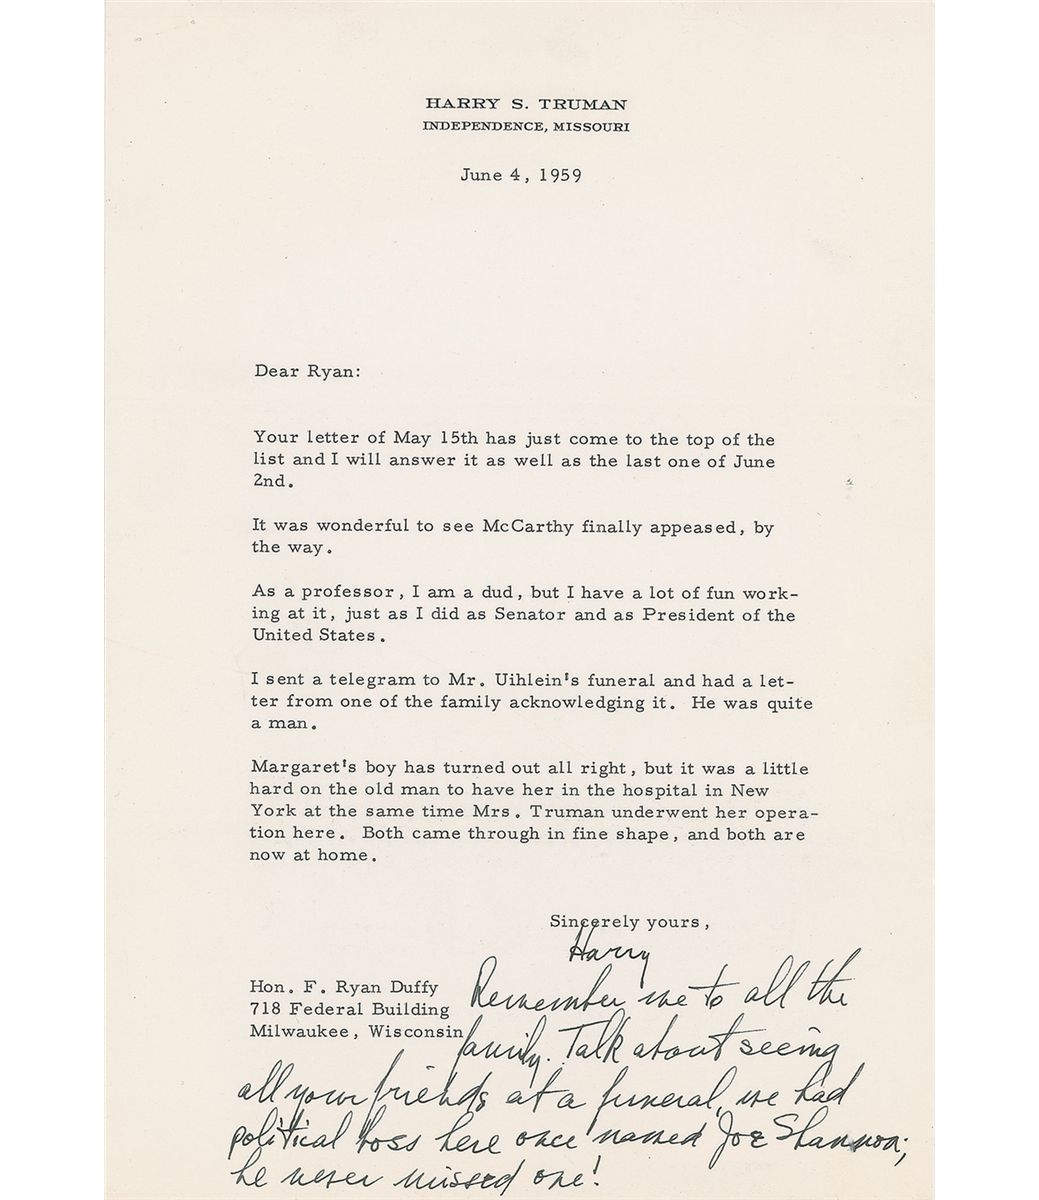 HARRY S. TRUMAN
INDEPENDENCE, MISSOURI
June 4, 1959
Dear Ryan:
Your letter of May 15th has just come to the top of the
list and I will answer it as well as the last one of June
2nd.
It was wonderful to see McCarthy finally appeased, by
the way.
As a professor, I am a dud, but I have a lot of fun work-
ing at it, just as I did as Senator and as President of the
United States.
I sent a telegram to Mr. Uihlein's funeral and had a let-
ter from one of the family acknowledging it. He was quite
a man.
Margaret's boy has turned out all right, but it was a little
hard on the old man to have her in the hospital in New
York at the same time Mrs. Truman underwent her opera-
tion here. Both came through in fine shape, and both are
now at home.
Sincerely yours,
Harry
Hon. F. Ryan Duffy
718 Federal Building
Milwaukee, Wisconsin
Remember me to all the
family. Talk about seeing
all your friends at a funeral, we had
political boss here once named Joe Shannon;
he never missed one!